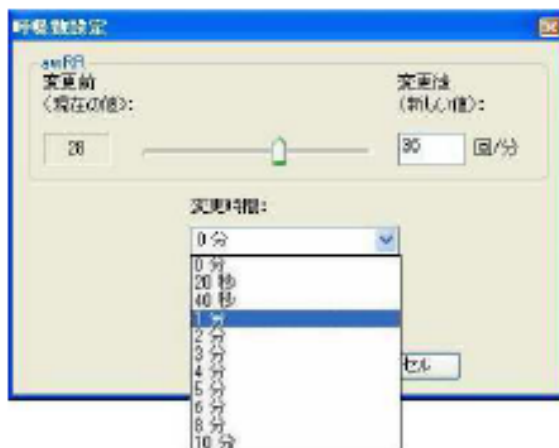 呼吸数設定
awRR
変更前
(現在の値):
変更後
(新しい値):
28
35
回/分
変更時間:
0 分
0 分
20 秒
40 秒
1 分
2 分
3 分
4 分
5 分
6 分
8 分
10 分
セル